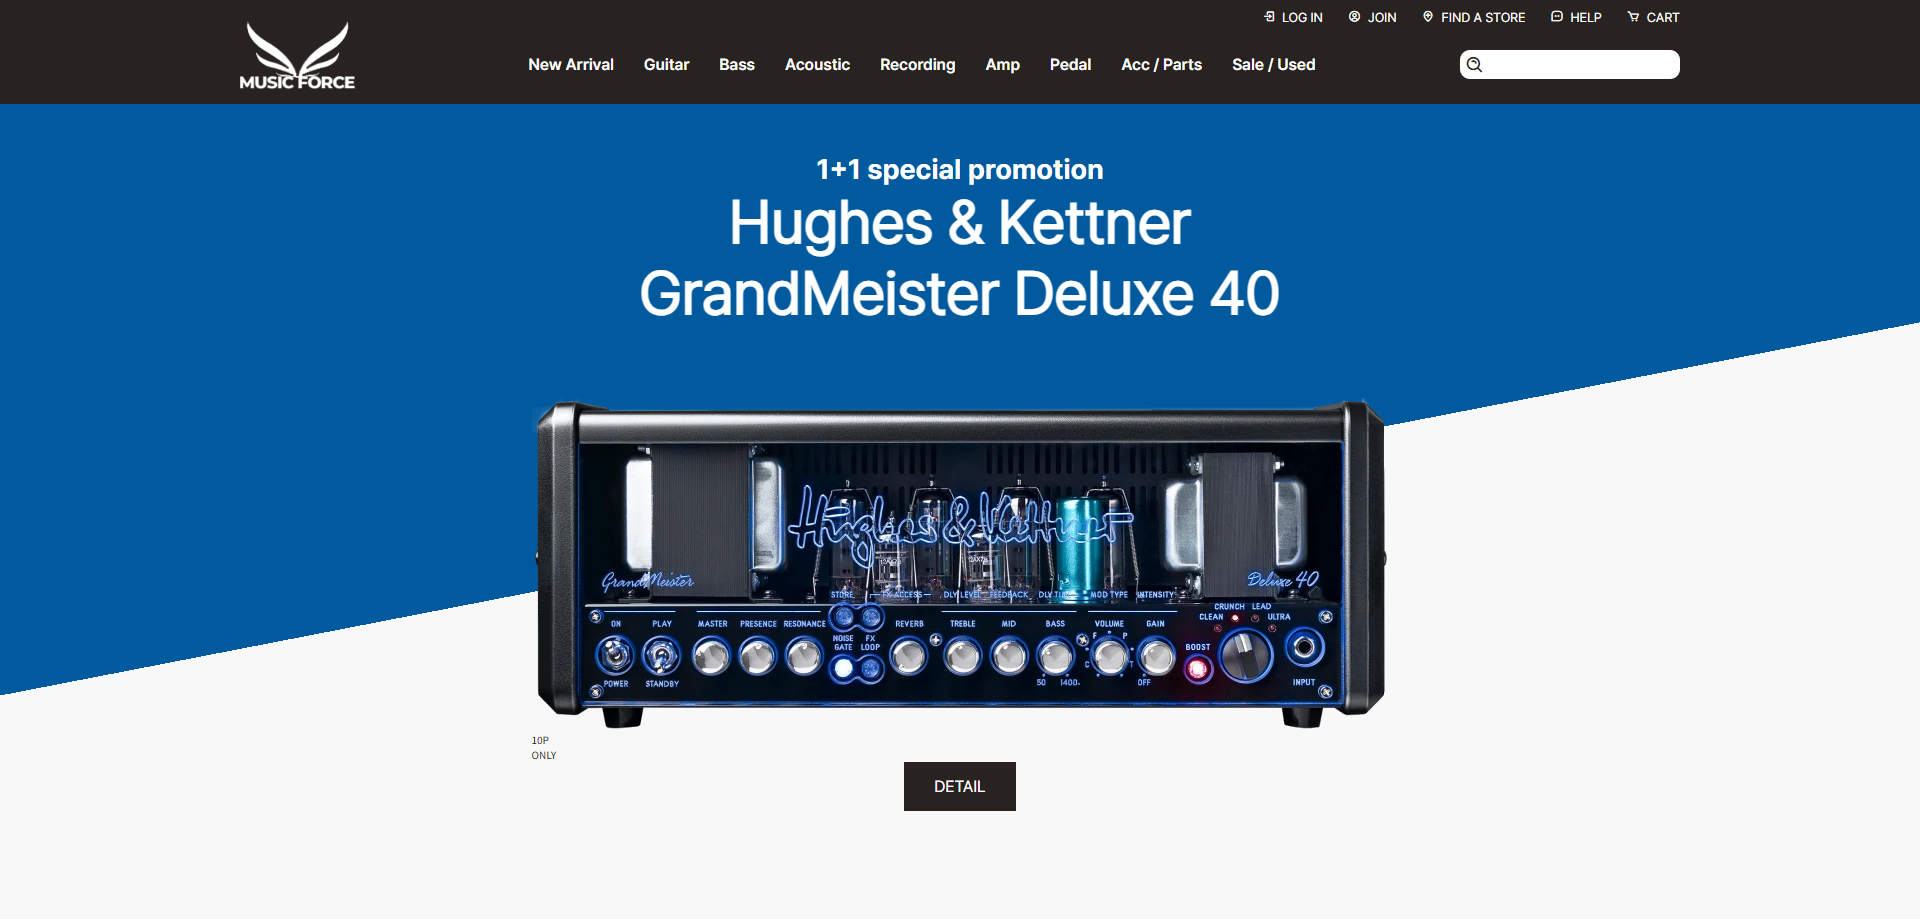 LOG IN JOIN FIND A STORE HELP CART
MUSIC FORCE
New Arrival Guitar Bass Acoustic Recording Amp Pedal Acc / Parts Sale / Used
1+1 special promotion
Hughes & Kettner
GrandMeister Deluxe 40
Hughes & Kettner
12AX7B 12AX7B
GrandMeister Deluxe 40
STORE FX ACCESS DLY LEVEL FEEDBACK DLY TIME MOD TYPE INTENSITY
CRUNCH LEAD
CLEAN ULTRA
ON PLAY MASTER PRESENCE RESONANCE REVERB TREBLE MID BASS VOLUME GAIN
F P P
NOISE GATE FX LOOP
BOOST
C T
50 1400 OFF
POWER STANDBY INPUT
10P
ONLY
DETAIL